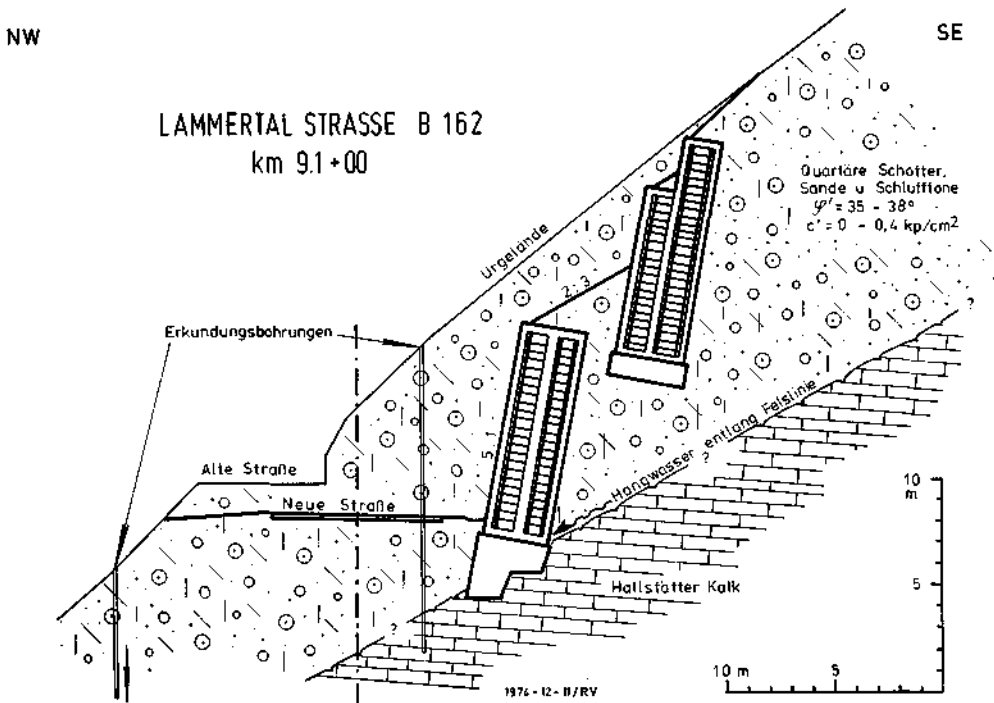 NW
SE
LAMMERTAL STRASSE B 162
km 9.1+00
Quartäre Schotter,
Sande u Schlufftone
φ' = 35 - 38°
c' = 0 - 0,4 kp/cm²
Urgelände
2:3
?
Erkundungsbohrungen
5:1
Hangwasser entlang Felslinie
?
Alte Straße
10
m
Neue Straße
5
Hallstätter Kalk
?
10 m
5
1976-12-11/RV